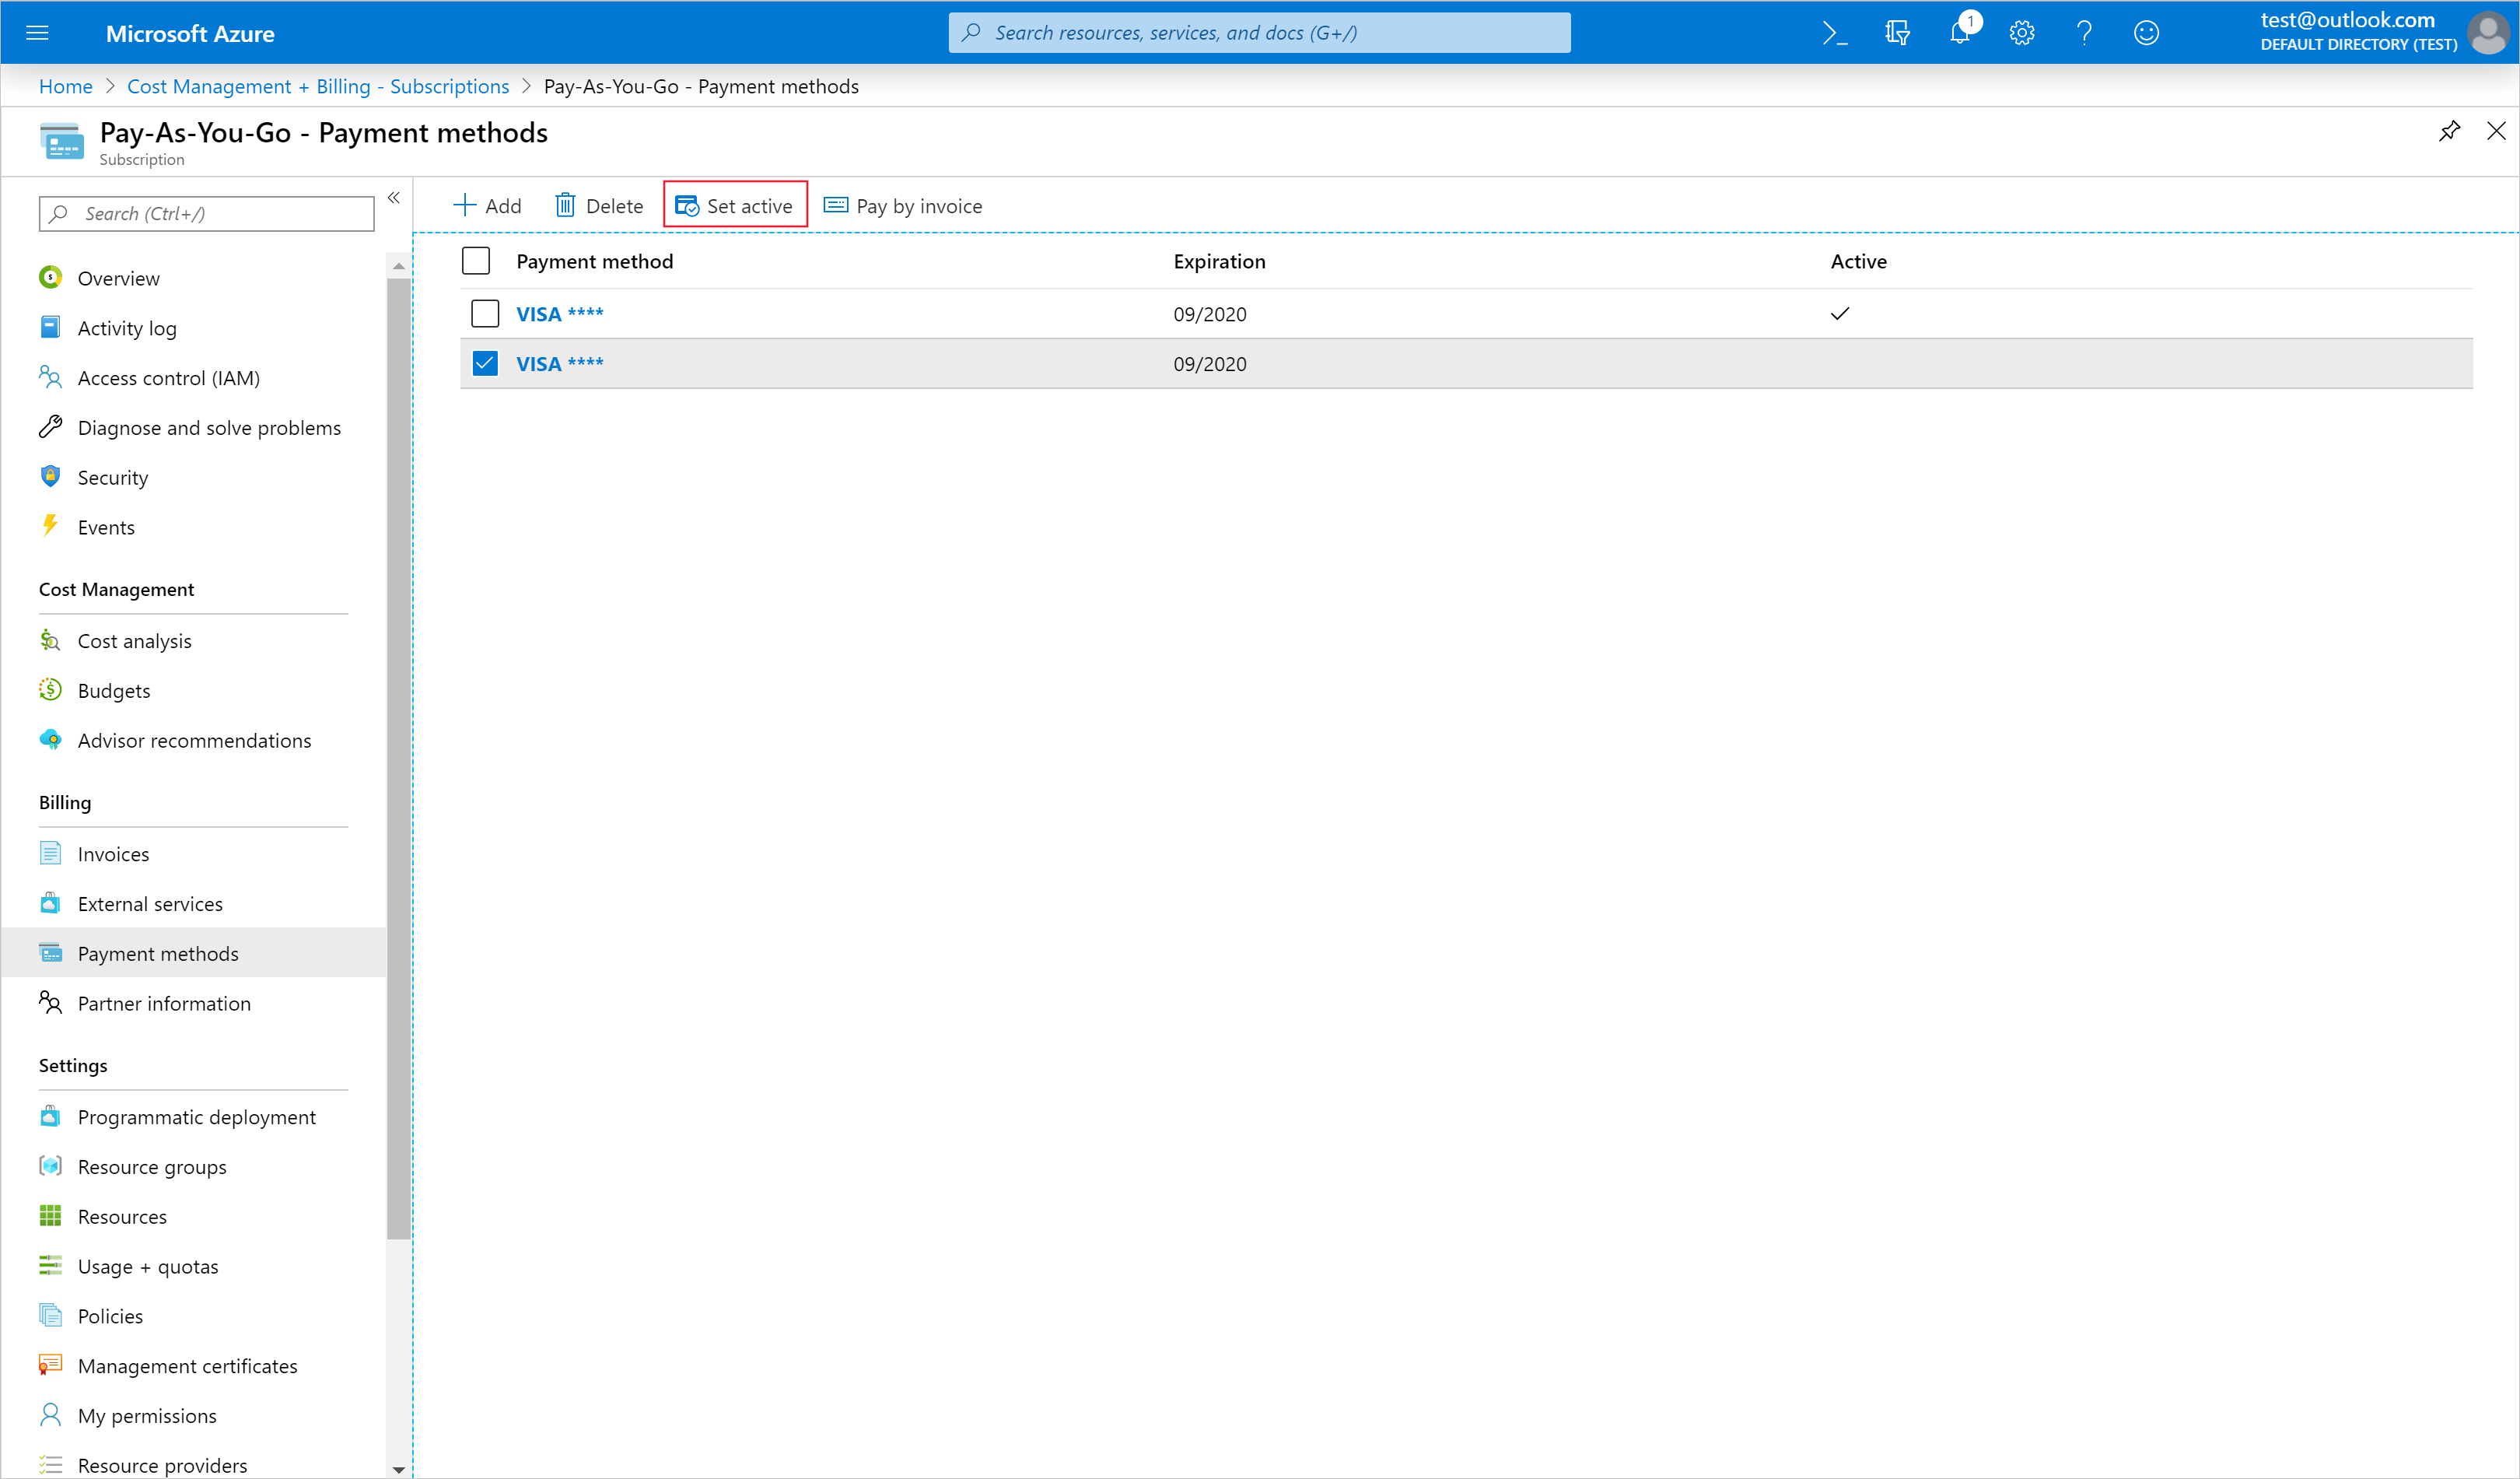 Microsoft Azure
Search resources, services, and docs (G+/)
1
test@outlook.com
DEFAULT DIRECTORY (TEST)
Home > Cost Management + Billing - Subscriptions > Pay-As-You-Go - Payment methods
Pay-As-You-Go - Payment methods
Subscription
Search (Ctrl+/)
Overview
Activity log
Access control (IAM)
Diagnose and solve problems
Security
Events
Cost Management
Cost analysis
Budgets
Advisor recommendations
Billing
Invoices
External services
Payment methods
Partner information
Settings
Programmatic deployment
Resource groups
Resources
Usage + quotas
Policies
Management certificates
My permissions
Resource providers
Add Delete Set active Pay by invoice
Payment method Expiration Active
VISA **** 09/2020
VISA **** 09/2020